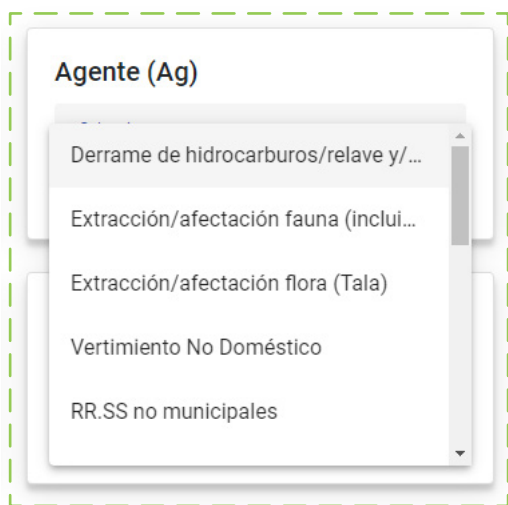 Agente (Ag)
Derrame de hidrocarburos/relave y/...
Extracción/afectación fauna (inclui...
Extracción/afectación flora (Tala)
Vertimiento No Doméstico
RR.SS no municipales